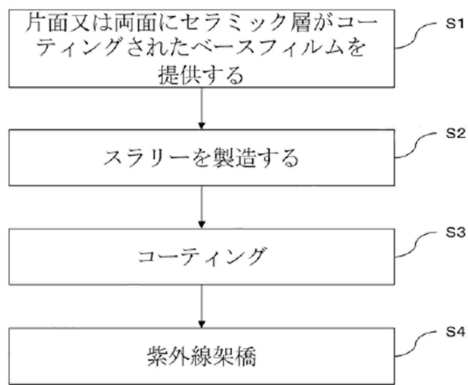 片面又は両面にセラミック層がコ
ーティングされたベースフィルムを
提供する
S1
スラリーを製造する
S2
コーティング
S3
紫外線架橋
S4